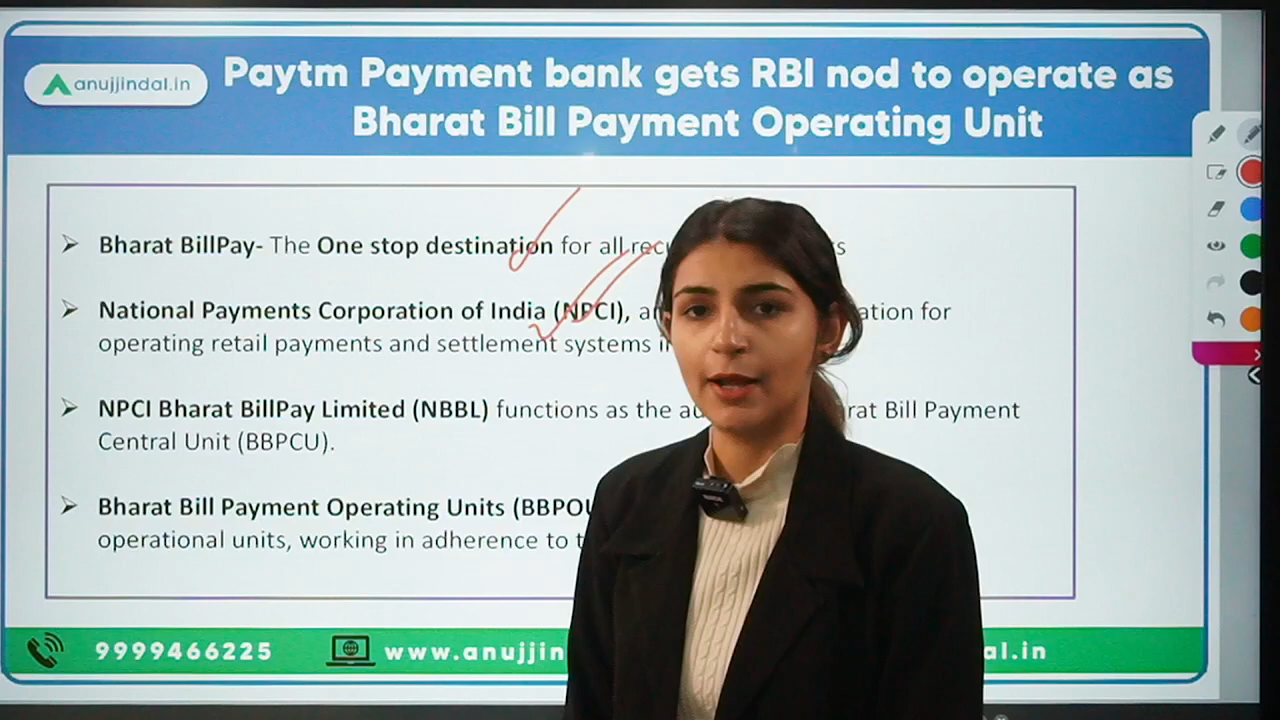 anujjindal.in
Paytm Payment bank gets RBI nod to operate as
Bharat Bill Payment Operating Unit
Bharat BillPay- The One stop destination for all
National Payments Corporation of India (NPCI),
operating retail payments and settlement systems
NPCI Bharat BillPay Limited (NBBL) functions as the Bill Payment
Central Unit (BBPCU).
Bharat Bill Payment Operating Units
operational units, working in adherence to
9999466225